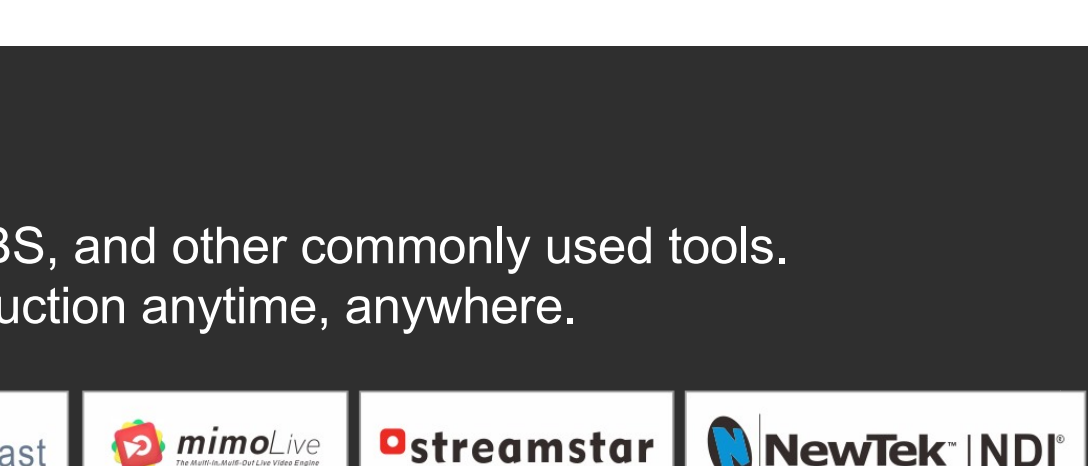 BS, and other commonly used tools.
uction anytime, anywhere.
ast
mimoLive
The Multi-In, Multi-Out Live Video Engine
streamstar
NewTek™ | NDI®